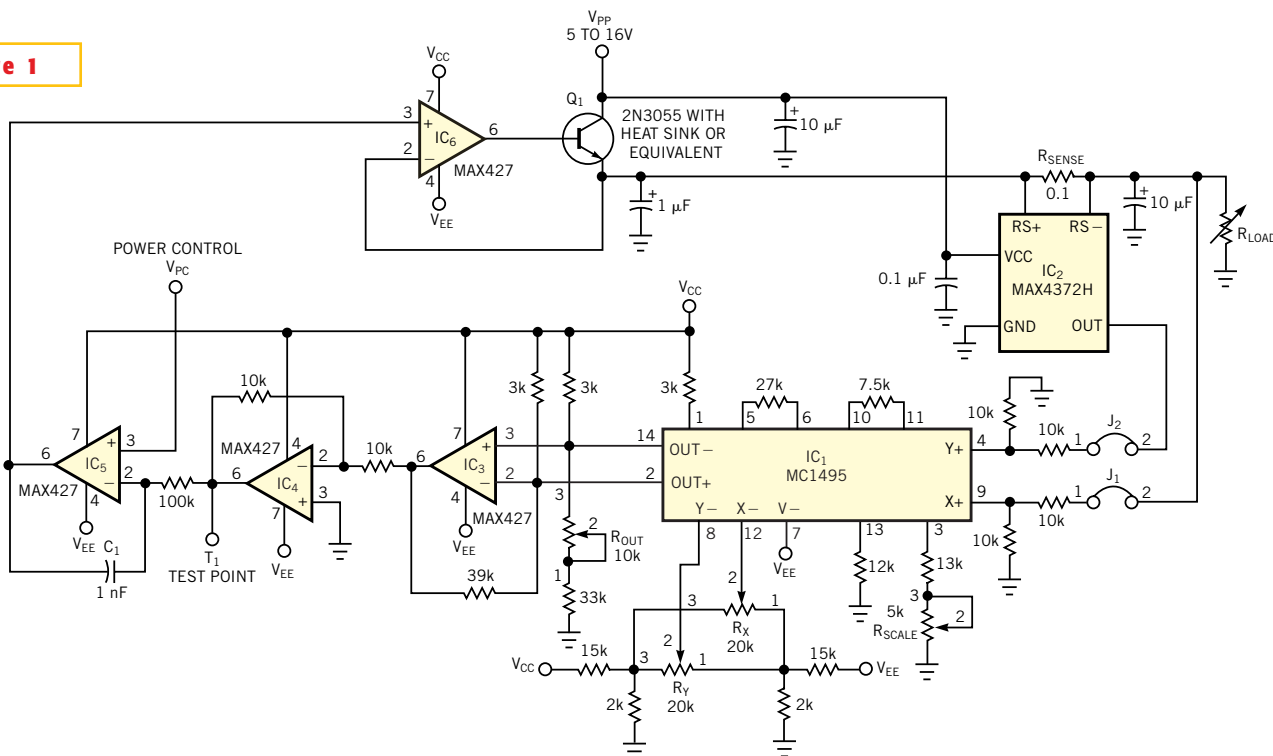 e 1
VPP
5 TO 16V
VCC
7
3
+
IC6
6
2
−
4
MAX427
VEE
Q1
2N3055 WITH
HEAT SINK OR
EQUIVALENT
+
10 µF
+
1 µF
RSENSE
0.1
+
10 µF
RLOAD
RS+
RS−
VCC
IC2
MAX4372H
GND
OUT
0.1 µF
POWER CONTROL
VPC
VCC
10k
3k
3k
3k
27k
7.5k
1
5
6
10
11
10k
10k
1
J2
2
7
+
3
6
IC5
−
2
MAX427
4
VEE
C1
1 nF
100k
MAX427
4
−
2
6
IC4
+
3
7
VEE
T1
TEST POINT
10k
7
+
3
6
IC3
−
2
4
MAX427
VEE
39k
14
OUT−
2
OUT+
IC1
MC1495
Y+
4
X+
9
Y−
X−
V−
8
12
7
VEE
13
3
10k
1
J1
2
10k
3
2
ROUT
10k
1
33k
12k
13k
3
5k
2
RSCALE
2
3
1
RX
20k
VCC
15k
2
3
1
RY
20k
15k
VEE
2k
2k